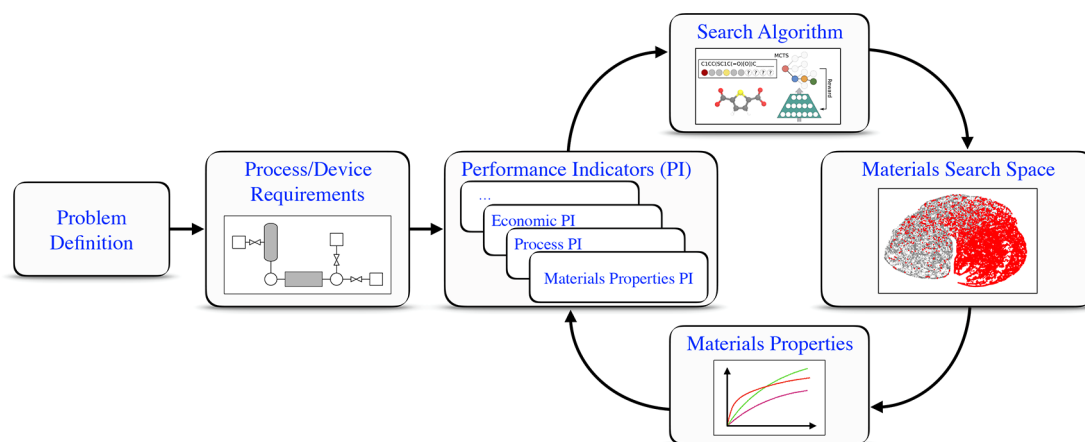 Search Algorithm
MCTS
C1CC(SC1C(=O)[O])C______
? ? ? ?
Reward
Process/Device
Requirements
Performance Indicators (PI)
...
Economic PI
Process PI
Materials Properties PI
Materials Search Space
Problem
Definition
Materials Properties